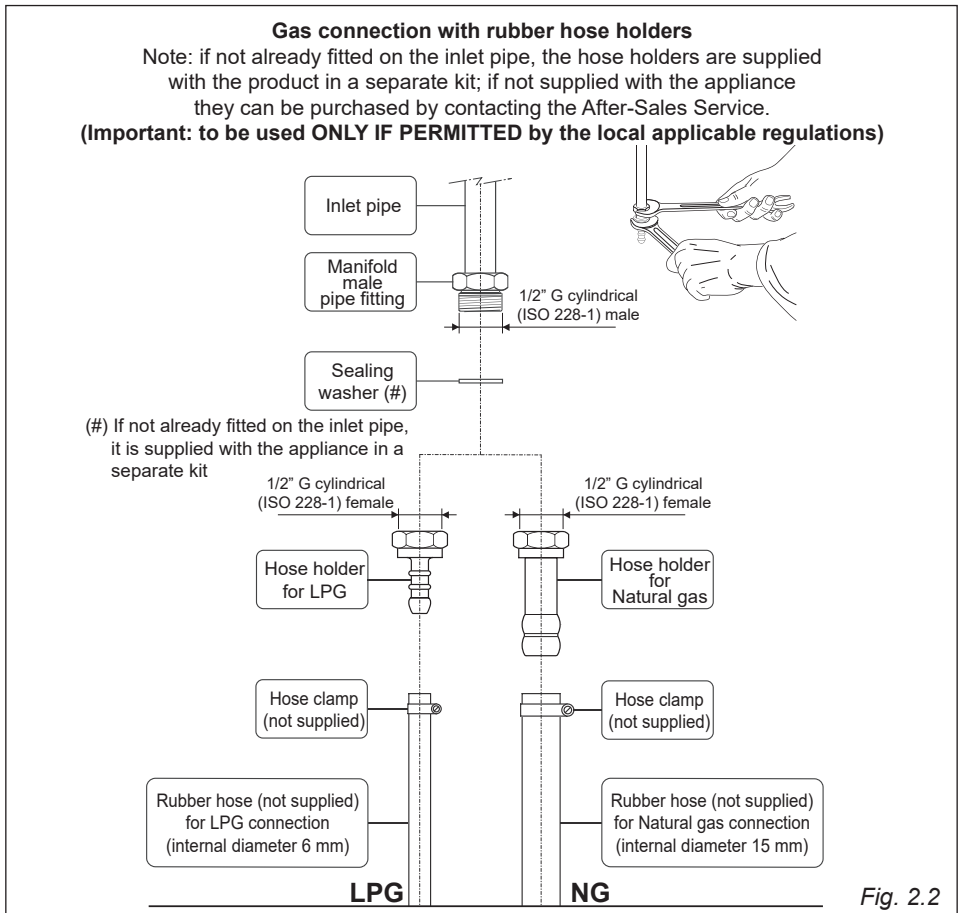 Gas connection with rubber hose holders
Note: if not already fitted on the inlet pipe, the hose holders are supplied
with the product in a separate kit; if not supplied with the appliance
they can be purchased by contacting the After-Sales Service.
(Important: to be used ONLY IF PERMITTED by the local applicable regulations)
Inlet pipe
Manifold
male
pipe fitting
1/2” G cylindrical
(ISO 228-1) male
Sealing
washer (#)
(#) If not already fitted on the inlet pipe,
it is supplied with the appliance in a
separate kit
1/2” G cylindrical
(ISO 228-1) female
1/2” G cylindrical
(ISO 228-1) female
Hose holder
for LPG
Hose holder
for
Natural gas
Hose clamp
(not supplied)
Hose clamp
(not supplied)
Rubber hose (not supplied)
for LPG connection
(internal diameter 6 mm)
Rubber hose (not supplied)
for Natural gas connection
(internal diameter 15 mm)
LPG
NG
Fig. 2.2